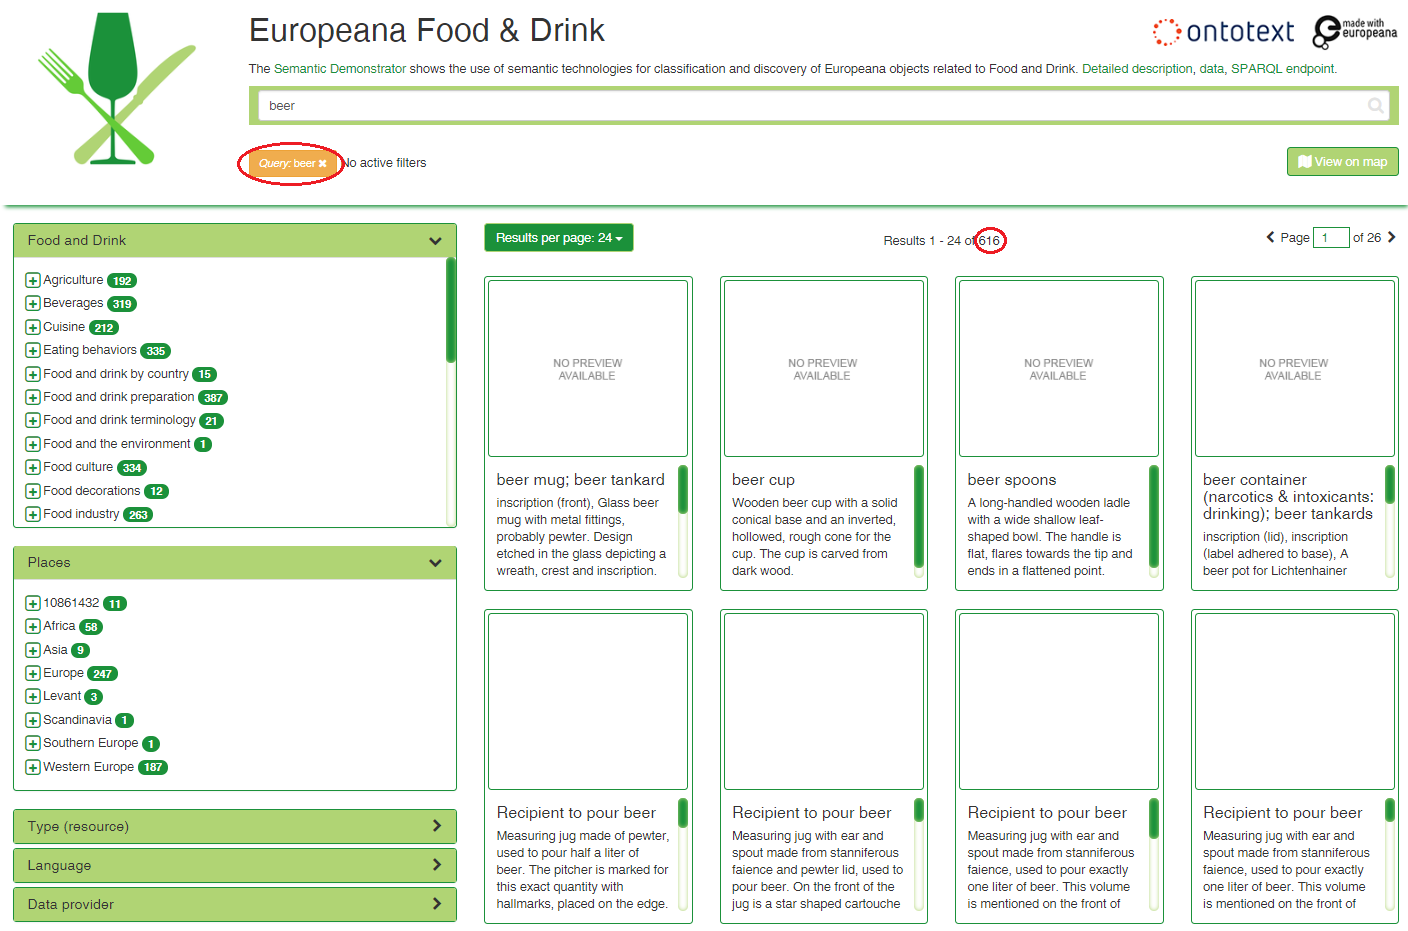 Europeana Food & Drink
ontotext
made with
europeana
The Semantic Demonstrator shows the use of semantic technologies for classification and discovery of Europeana objects related to Food and Drink. Detailed description, data, SPARQL endpoint.
beer
Query: beer ✖ No active filters
View on map
Food and Drink
Agriculture 192
Beverages 319
Cuisine 212
Eating behaviors 335
Food and drink by country 15
Food and drink preparation 387
Food and drink terminology 21
Food and the environment 1
Food culture 334
Food decorations 12
Food industry 263
Places
10861432 11
Africa 58
Asia 9
Europe 247
Levant 3
Scandinavia 1
Southern Europe 1
Western Europe 187
Type (resource)
Language
Data provider
Results per page: 24
Results 1 - 24 of 616
Page 1 of 26
NO PREVIEW
AVAILABLE
beer mug; beer tankard
inscription (front), Glass beer
mug with metal fittings,
probably pewter. Design
etched in the glass depicting a
wreath, crest and inscription.
NO PREVIEW
AVAILABLE
beer cup
Wooden beer cup with a solid
conical base and an inverted,
hollowed, rough cone for the
cup. The cup is carved from
dark wood.
NO PREVIEW
AVAILABLE
beer spoons
A long-handled wooden ladle
with a wide shallow leaf-
shaped bowl. The handle is
flat, flares towards the tip and
ends in a flattened point.
NO PREVIEW
AVAILABLE
beer container
(narcotics & intoxicants:
drinking); beer tankards
inscription (lid), inscription
(label adhered to base), A
beer pot for Lichtenhainer
Recipient to pour beer
Measuring jug made of pewter,
used to pour half a liter of
beer. The pitcher is marked for
this exact quantity with
hallmarks, placed on the edge.
Recipient to pour beer
Measuring jug with ear and
spout made from stanniferous
faience and pewter lid, used to
pour beer. On the front of the
jug is a star shaped cartouche
Recipient to pour beer
Measuring jug with ear and
spout made from stanniferous
faience, used to pour exactly
one liter of beer. This volume
is mentioned on the front of
Recipient to pour beer
Measuring jug with ear and
spout made from stanniferous
faience, used to pour exactly
one liter of beer. This volume
is mentioned on the front of